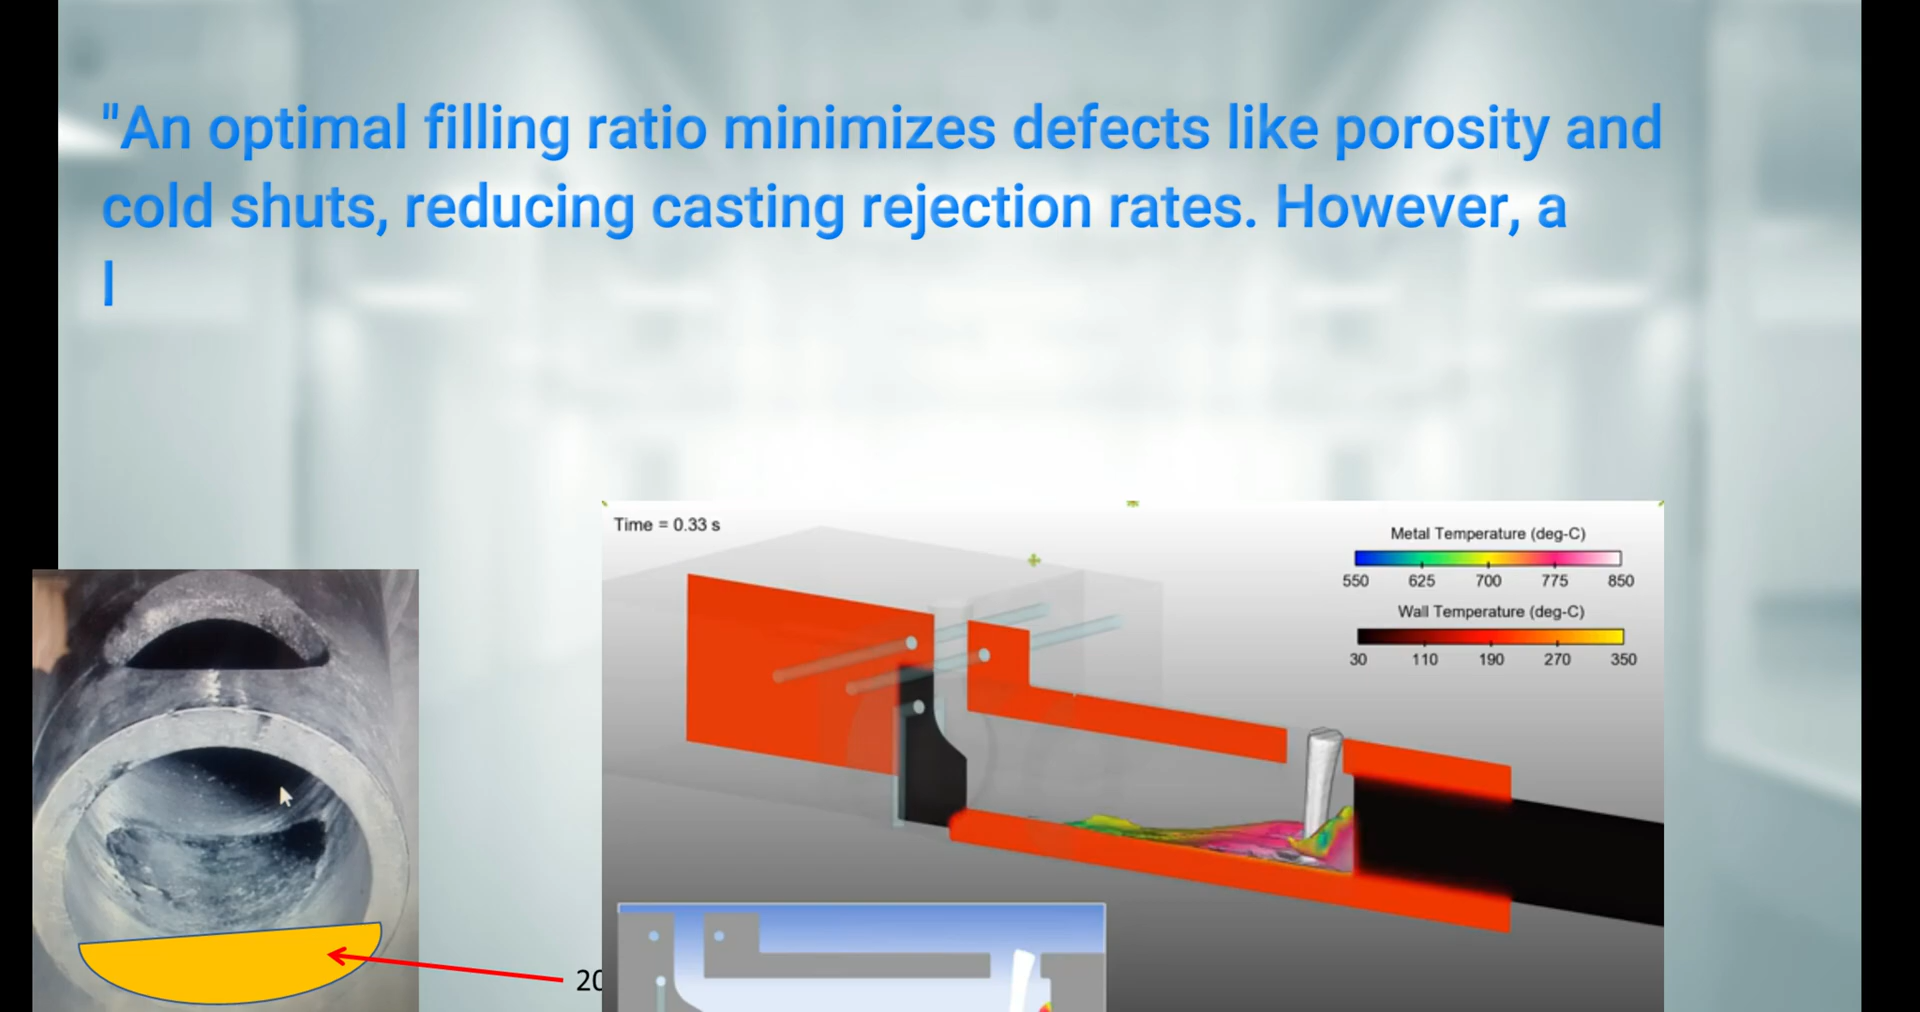 "An optimal filling ratio minimizes defects like porosity and
cold shuts, reducing casting rejection rates. However, a
l
Time = 0.33 s
Metal Temperature (deg-C)
550 625 700 775 850
Wall Temperature (deg-C)
30 110 190 270 350
20